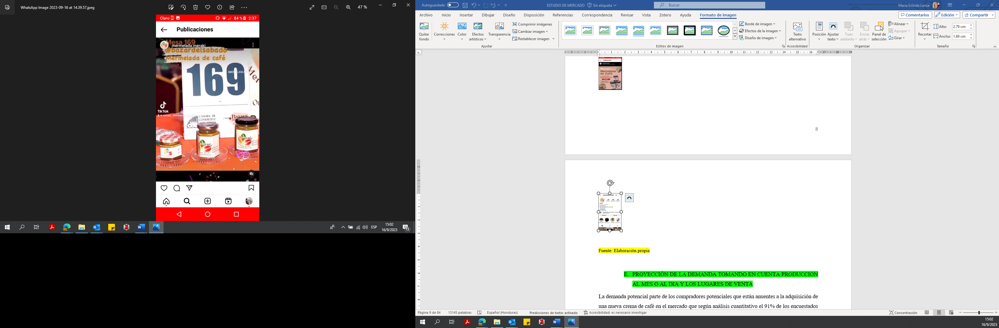 WhatsApp Image 2023-09-16 at 14.39.57.jpeg
47 %
Claro
84 %
2:37
Publicaciones
Mesa 169
mermelada.meraki
@bazardelsabado
Mermelada de café
169
TikTok
CAMARA DE
COMERCIO E
Bazar
Meraki
Meraki
ESP
15:02
16/9/2023
13
Autoguardado
ESTUDIO DE MERCADO
Sin etiqueta
Buscar
Maria Erlinda Lanza
Archivo
Inicio
Insertar
Dibujar
Diseño
Disposición
Referencias
Correspondencia
Revisar
Vista
Zotero
Ayuda
Formato de imagen
Comentarios
Edición
Compartir
Quitar
fondo
Correcciones
Color
Efectos
artísticos
Transparencia
Comprimir imágenes
Cambiar imagen
Restablecer imagen
Ajustar
Estilos de imagen
Borde de imagen
Efectos de la imagen
Diseño de imagen
Texto
alternativo
Accesibilidad
Posición
Ajustar
texto
Traer
adelante
Enviar
atrás
Panel de
selección
Alinear
Agrupar
Girar
Organizar
Recortar
Alto:
2.79 cm
Ancho:
1.69 cm
Tamaño
Publicaciones
Meraki
Mermelada
de Café
8
Fuente: Elaboración propia
E. PROYECCIÓN DE LA DEMANDA TOMANDO EN CUENTA PRODUCCION
AL MES O AL DIA Y LOS LUGARES DE VENTA
La demanda potencial parte de los compradores potenciales que están anuentes a la adquisición de
una nueva crema de café en el mercado que según análisis cuantitativo el 91% de los encuestados
Página 9 de 84
13145 palabras
Español (Honduras)
Predicciones de texto: activado
Accesibilidad: es necesario investigar
Concentración
15:02
16/9/2023